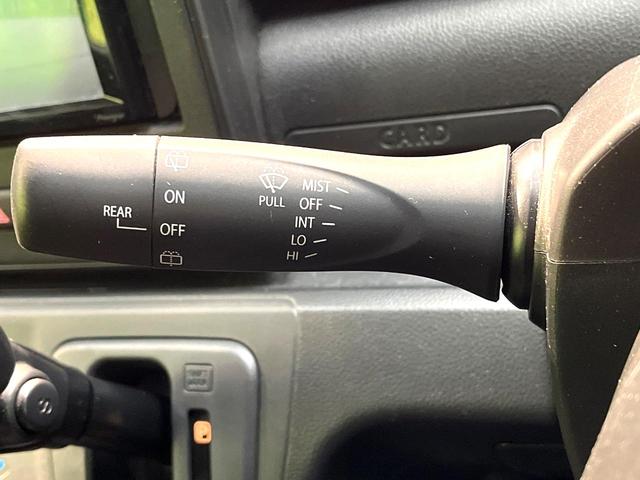 CARD
ON
REAR
OFF
PULL
MIST
OFF
INT
LO
HI